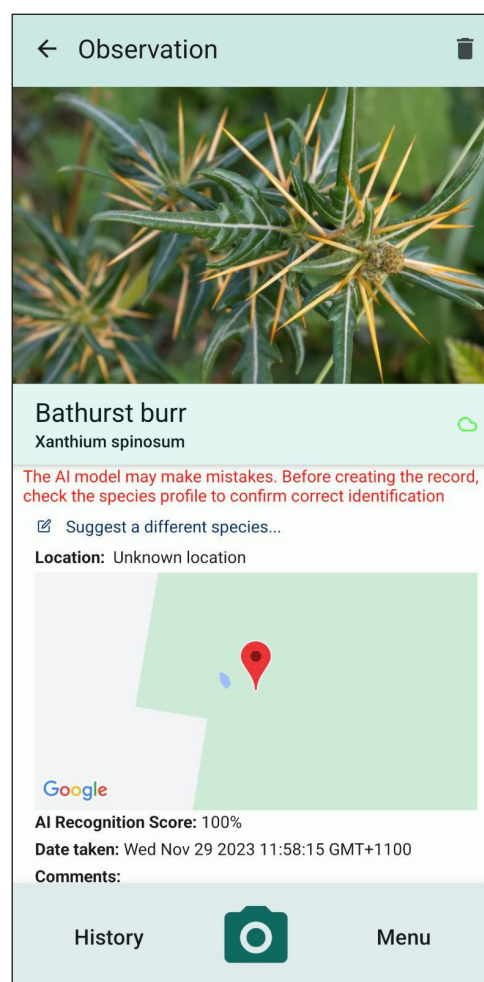 Observation
Bathurst burr
Xanthium spinosum
The AI model may make mistakes. Before creating the record,
check the species profile to confirm correct identification
Suggest a different species...
Location: Unknown location
Google
AI Recognition Score: 100%
Date taken: Wed Nov 29 2023 11:58:15 GMT+1100
Comments:
History
Menu